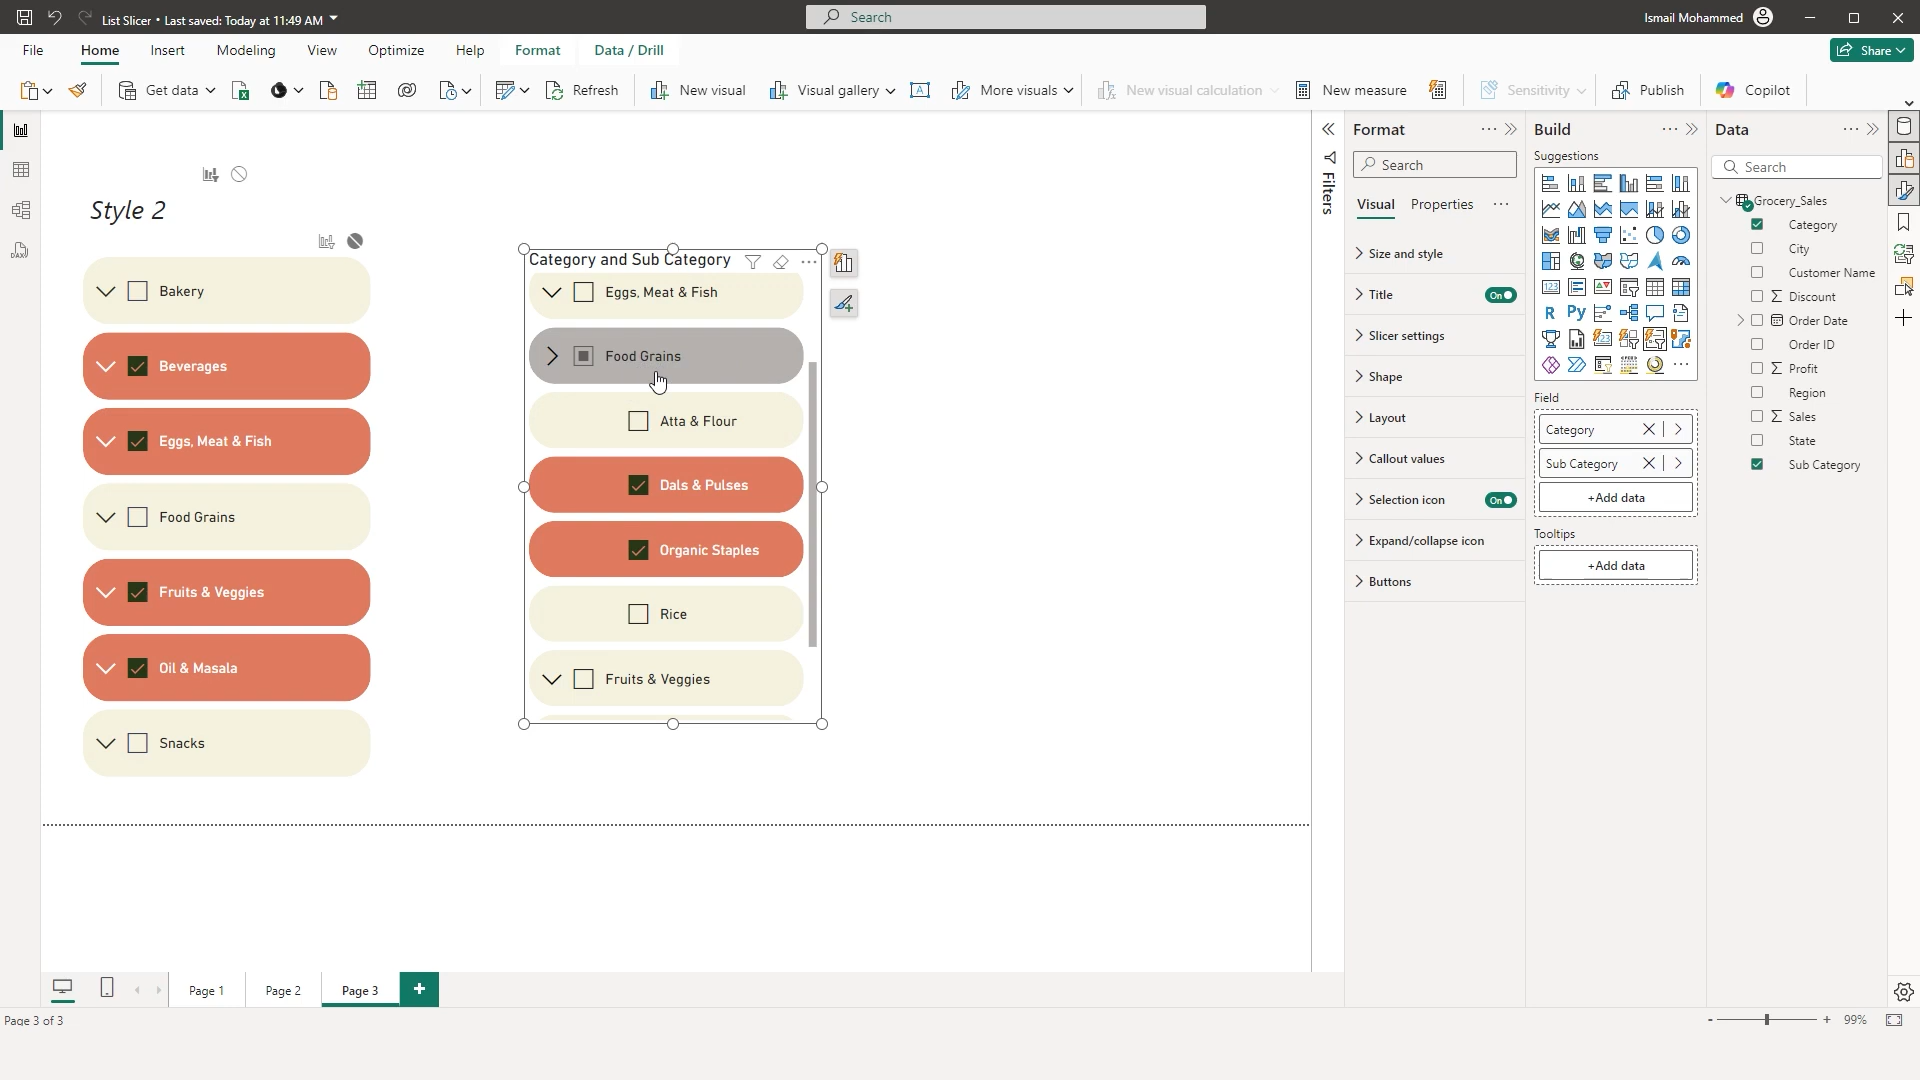 List Slicer • Last saved: Today at 11:49 AM
Search
Ismail Mohammed
File Home Insert Modeling View Optimize Help Format Data / Drill
Share
Get data
Refresh
New visual
Visual gallery
More visuals
New visual calculation
New measure
Sensitivity
Publish
Copilot
Style 2
Bakery
Beverages
Eggs, Meat & Fish
Food Grains
Fruits & Veggies
Oil & Masala
Snacks
Category and Sub Category
Eggs, Meat & Fish
Food Grains
Atta & Flour
Dals & Pulses
Organic Staples
Rice
Fruits & Veggies
Filters
Format
Search
Visual Properties
Size and style
Title On
Slicer settings
Shape
Layout
Callout values
Selection icon On
Expand/collapse icon
Buttons
Build
Suggestions
123
R Py
Field
Category
Sub Category
+Add data
Tooltips
+Add data
Data
Search
Grocery_Sales
Category
City
Customer Name
Discount
Order Date
Order ID
Profit
Region
Sales
State
Sub Category
DAX
Page 1 Page 2 Page 3
Page 3 of 3
- + 99%